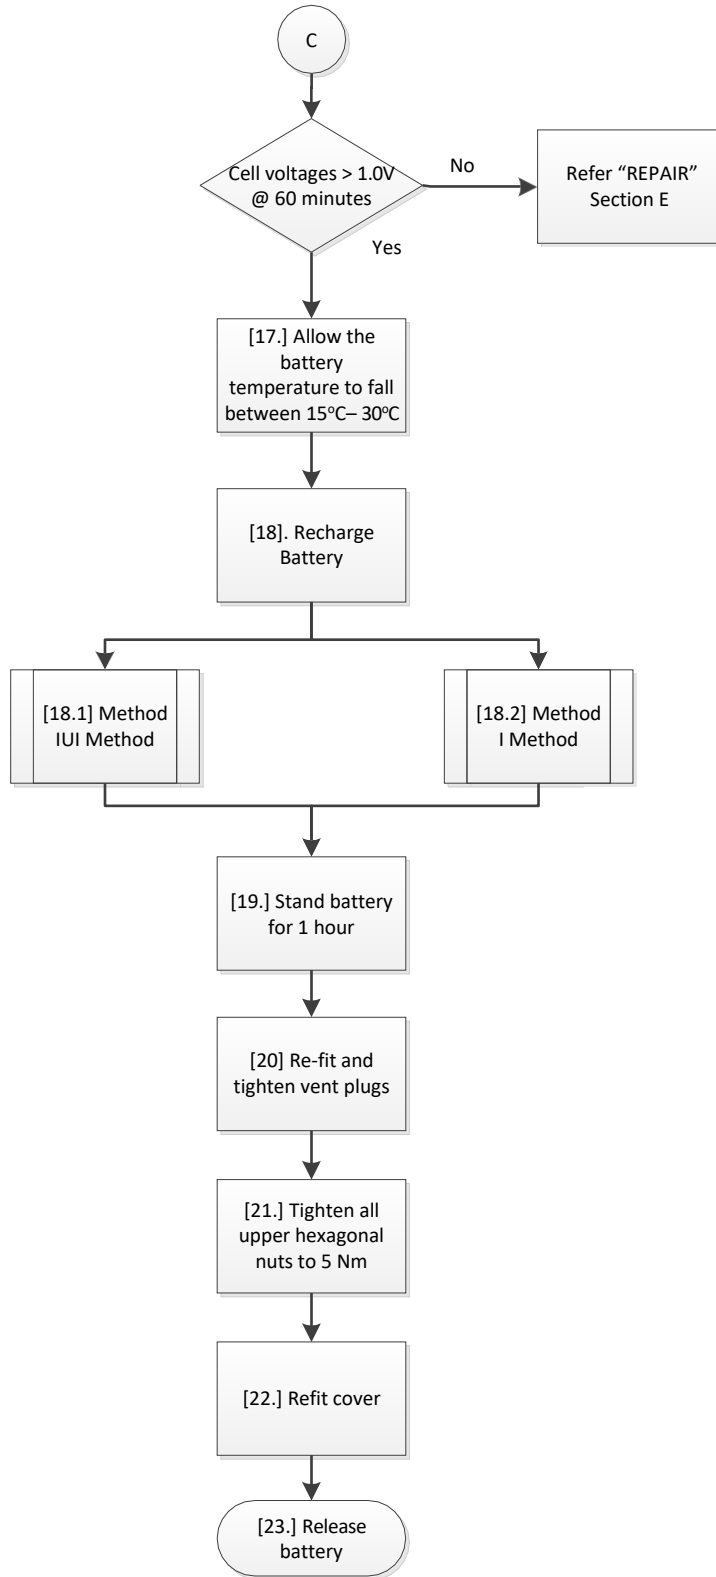 C
Cell voltages > 1.0V
@ 60 minutes
No
Refer “REPAIR”
Section E
Yes
[17.] Allow the
battery
temperature to fall
between 15°C– 30°C
[18]. Recharge
Battery
[18.1] Method
IUI Method
[18.2] Method
I Method
[19.] Stand battery
for 1 hour
[20] Re-fit and
tighten vent plugs
[21.] Tighten all
upper hexagonal
nuts to 5 Nm
[22.] Refit cover
[23.] Release
battery